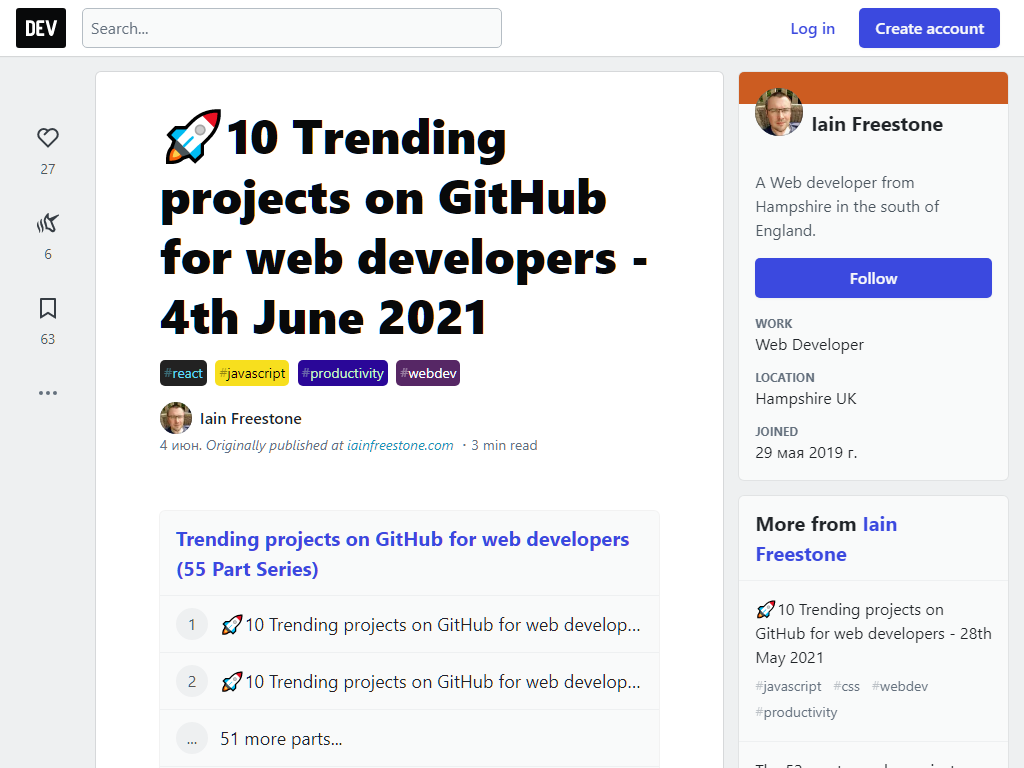 DEV
Search...
Log in
Create account
27
6
63
🚀10 Trending
projects on GitHub
for web developers -
4th June 2021
#react #javascript #productivity #webdev
Iain Freestone
4 июн. Originally published at iainfreestone.com ・3 min read
Trending projects on GitHub for web developers
(55 Part Series)
1 🚀10 Trending projects on GitHub for web develop...
2 🚀10 Trending projects on GitHub for web develop...
... 51 more parts...
Iain Freestone
A Web developer from
Hampshire in the south of
England.
Follow
WORK
Web Developer
LOCATION
Hampshire UK
JOINED
29 мая 2019 г.
More from Iain
Freestone
🚀10 Trending projects on
GitHub for web developers - 28th
May 2021
#javascript #css #webdev
#productivity